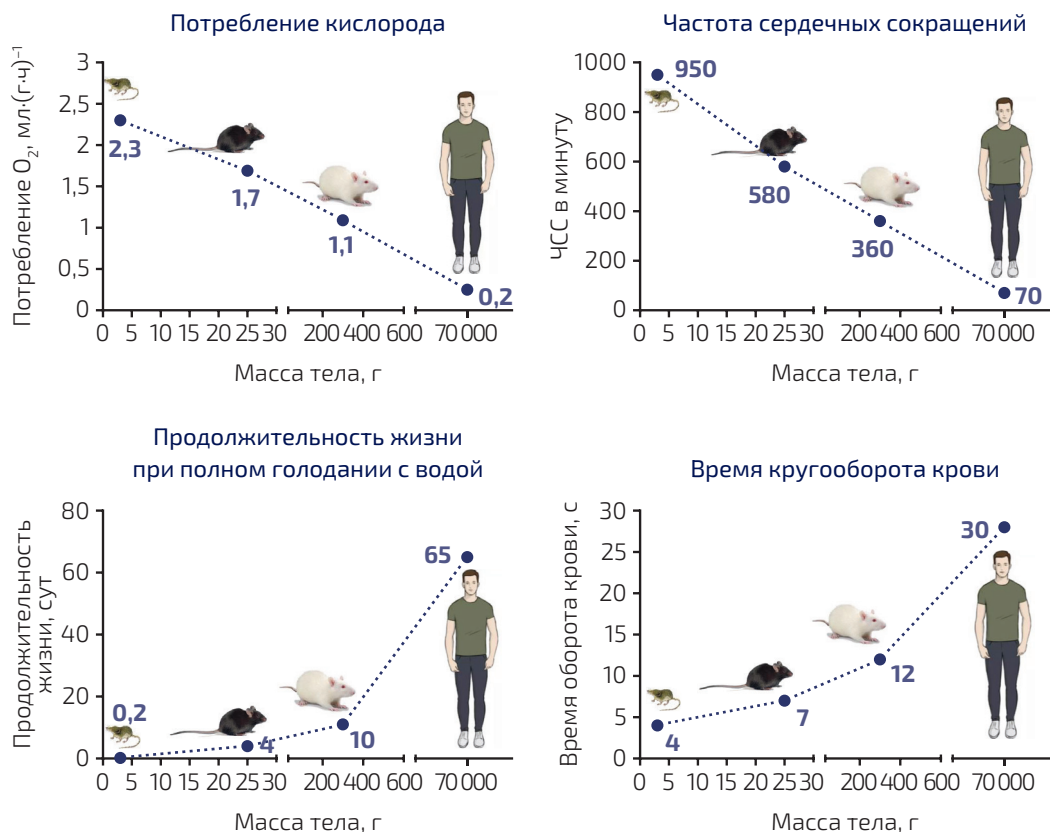 Потребление кислорода
Потребление O₂, мл·(г·ч)⁻¹
3
2,5
2
1,5
1
0,5
0
2,3
1,7
1,1
0,2
0 5 10 15 20 25 30 200 400 600 70 000
Масса тела, г
Частота сердечных сокращений
ЧСС в минуту
1000
800
600
400
200
0
950
580
360
70
0 5 10 15 20 25 30 200 400 600 70 000
Масса тела, г
Продолжительность жизни
при полном голодании с водой
Продолжительность
жизни, сут
80
60
40
20
0
0,2
4
10
65
0 5 10 15 20 25 30 200 400 600 70 000
Масса тела, г
Время кругооборота крови
Время оборота крови, с
30
25
20
15
10
5
0
4
7
12
30
0 5 10 15 20 25 30 200 400 600 70 000
Масса тела, г